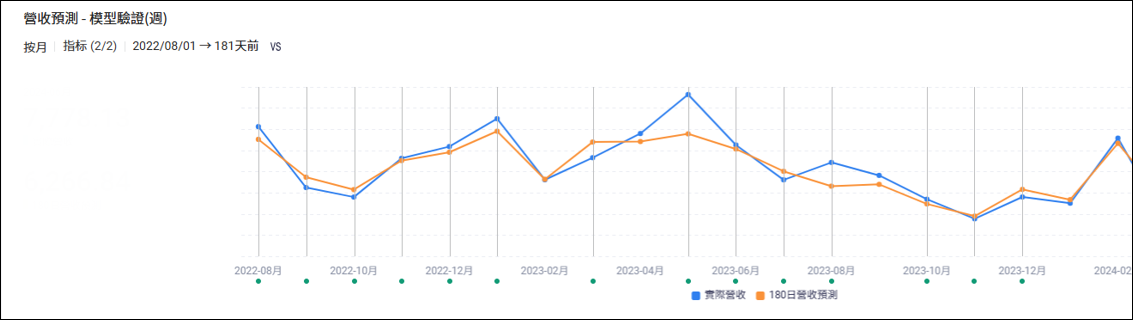 營收預測 - 模型驗證(週)
按月 指标 (2/2) 2022/08/01 → 181天前 VS
2022-08月 2022-10月 2022-12月 2023-02月 2023-04月 2023-06月 2023-08月 2023-10月 2023-12月 2024-02
實際營收 180日營收預測